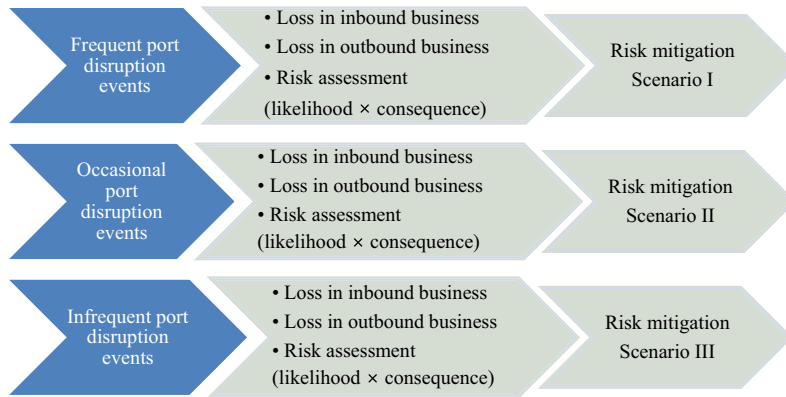 Frequent port
disruption
events
• Loss in inbound business
• Loss in outbound business
• Risk assessment
(likelihood × consequence)
Risk mitigation
Scenario I
Occasional
port
disruption
events
• Loss in inbound business
• Loss in outbound business
• Risk assessment
(likelihood × consequence)
Risk mitigation
Scenario II
Infrequent port
disruption
events
• Loss in inbound business
• Loss in outbound business
• Risk assessment
(likelihood × consequence)
Risk mitigation
Scenario III